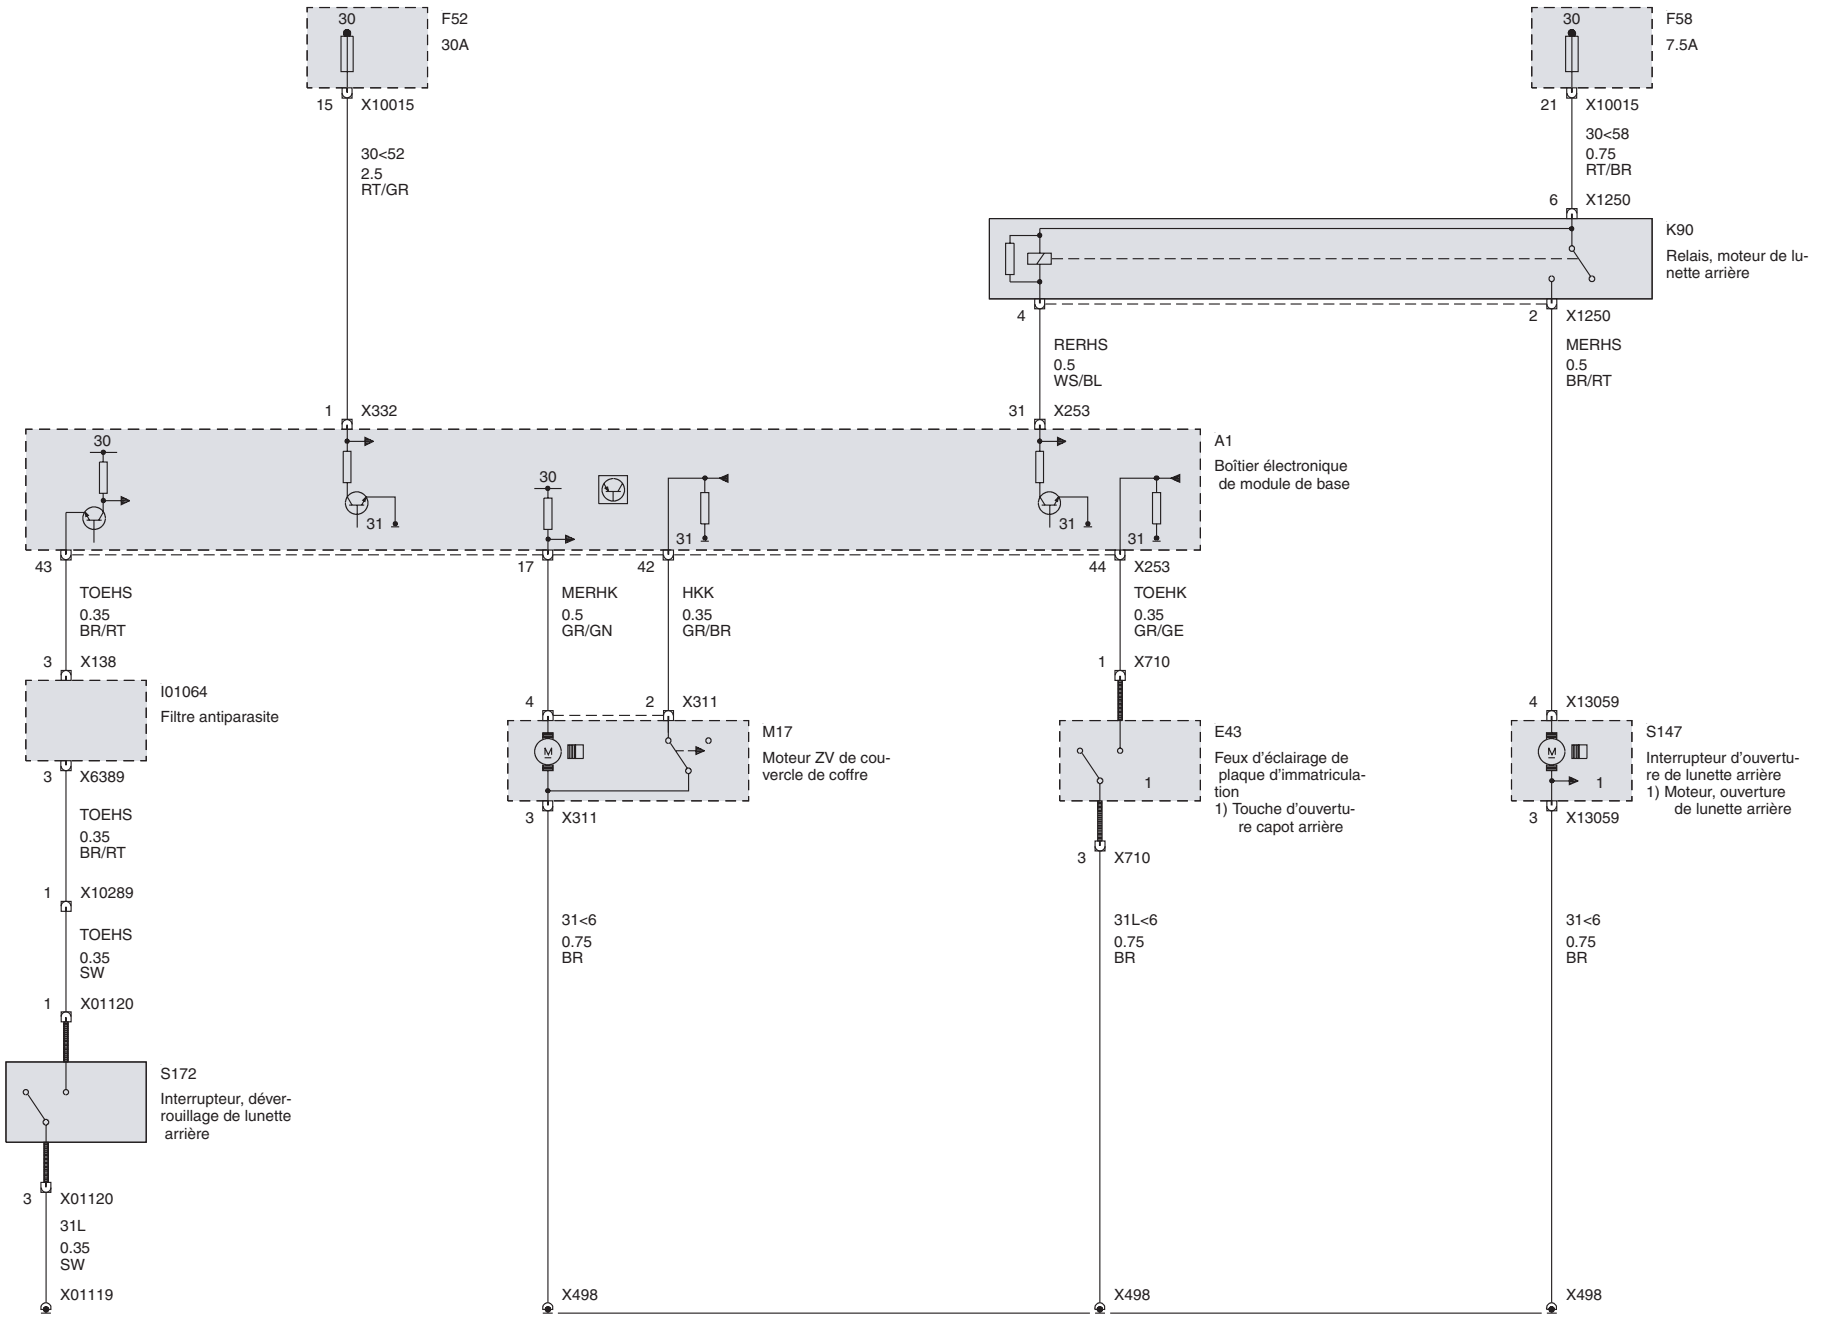 30
F52
30A
15 X10015
30<52
2.5
RT/GR
30
F58
7.5A
21 X10015
30<58
0.75
RT/BR
6 X1250
K90
Relais, moteur de lu-
nette arrière
4
2 X1250
RERHS
0.5
WS/BL
MERHS
0.5
BR/RT
1 X332
31 X253
A1
Boîtier électronique
de module de base
30
31
30
31
31
31
43
17
42
44 X253
TOEHS
0.35
BR/RT
MERHK
0.5
GR/GN
HKK
0.35
GR/BR
TOEHK
0.35
GR/GE
3 X138
I01064
Filtre antiparasite
3 X6389
TOEHS
0.35
BR/RT
1 X10289
TOEHS
0.35
SW
1 X01120
S172
Interrupteur, déver-
rouillage de lunette
arrière
3 X01120
31L
0.35
SW
X01119
4
2 X311
M
M17
Moteur ZV de cou-
vercle de coffre
3 X311
31<6
0.75
BR
X498
1 X710
1
E43
Feux d'éclairage de
plaque d'immatricula-
tion
1) Touche d'ouvertu-
re capot arrière
3 X710
31L<6
0.75
BR
X498
4 X13059
M
1
S147
Interrupteur d'ouvertu-
re de lunette arrière
1) Moteur, ouverture
de lunette arrière
3 X13059
31<6
0.75
BR
X498